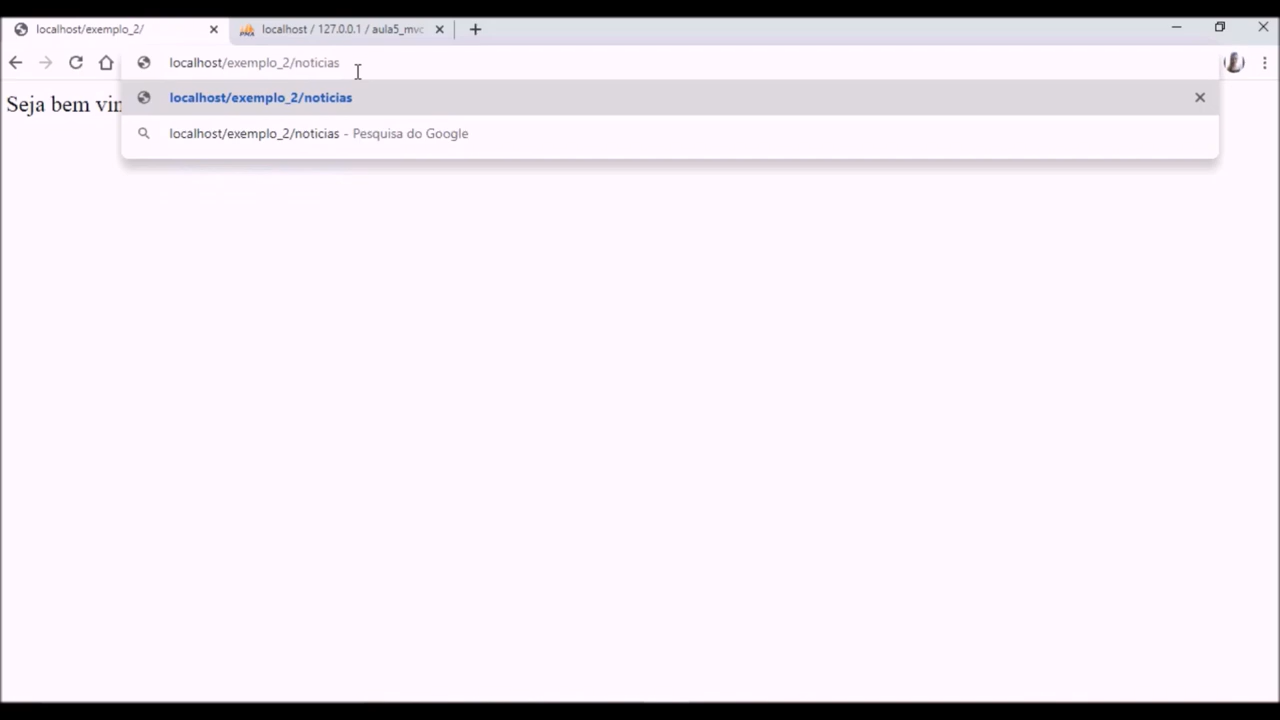 localhost/exemplo_2/
localhost / 127.0.0.1 / aula5_mvc
localhost/exemplo_2/noticias
localhost/exemplo_2/noticias
localhost/exemplo_2/noticias - Pesquisa do Google
Seja bem vin